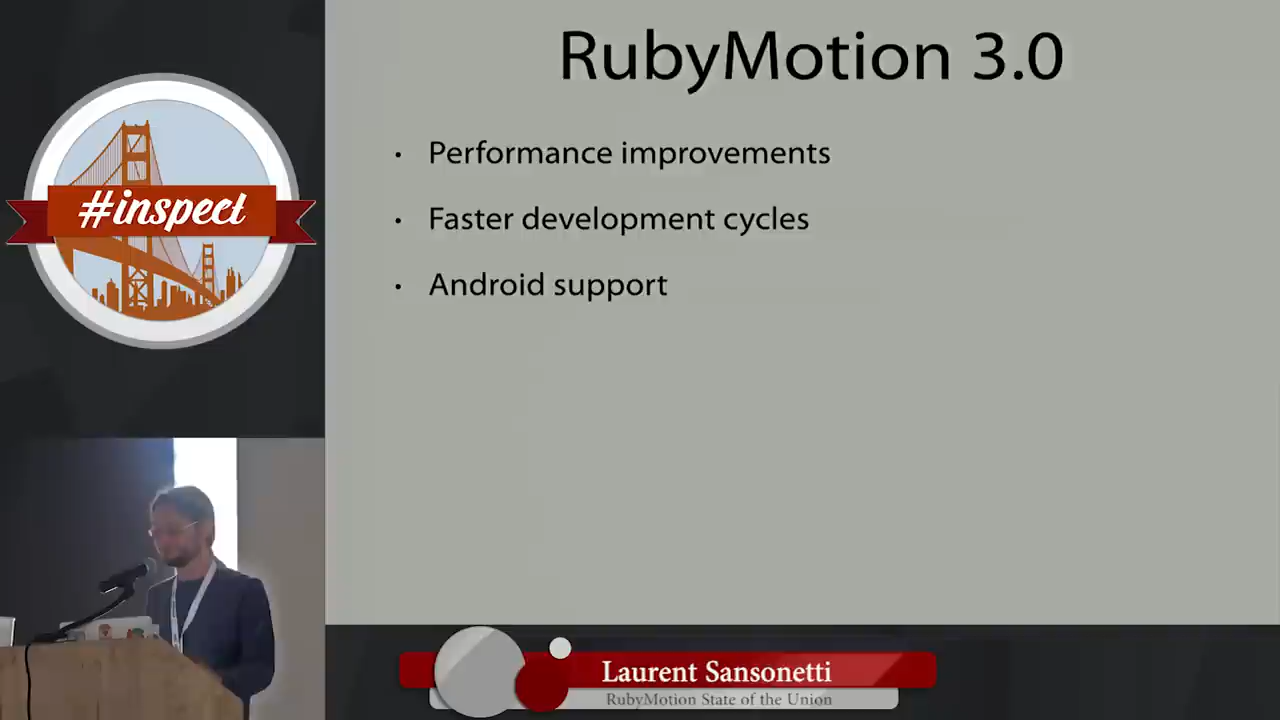 RubyMotion 3.0
#inspect
• Performance improvements
• Faster development cycles
• Android support
Laurent Sansonetti
RubyMotion State of the Union